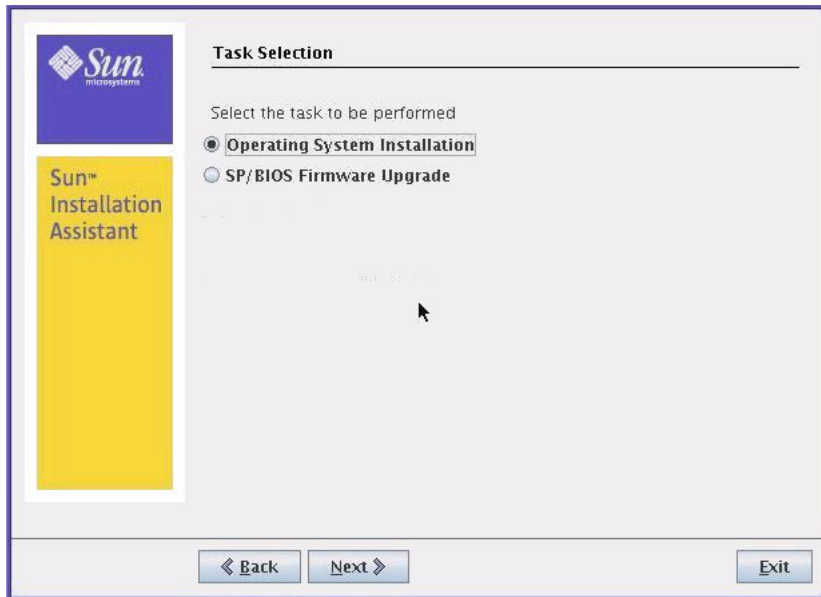 Sun
microsystems
Sun™
Installation
Assistant
Task Selection
Select the task to be performed
Operating System Installation
SP/BIOS Firmware Upgrade
Back
Next
Exit